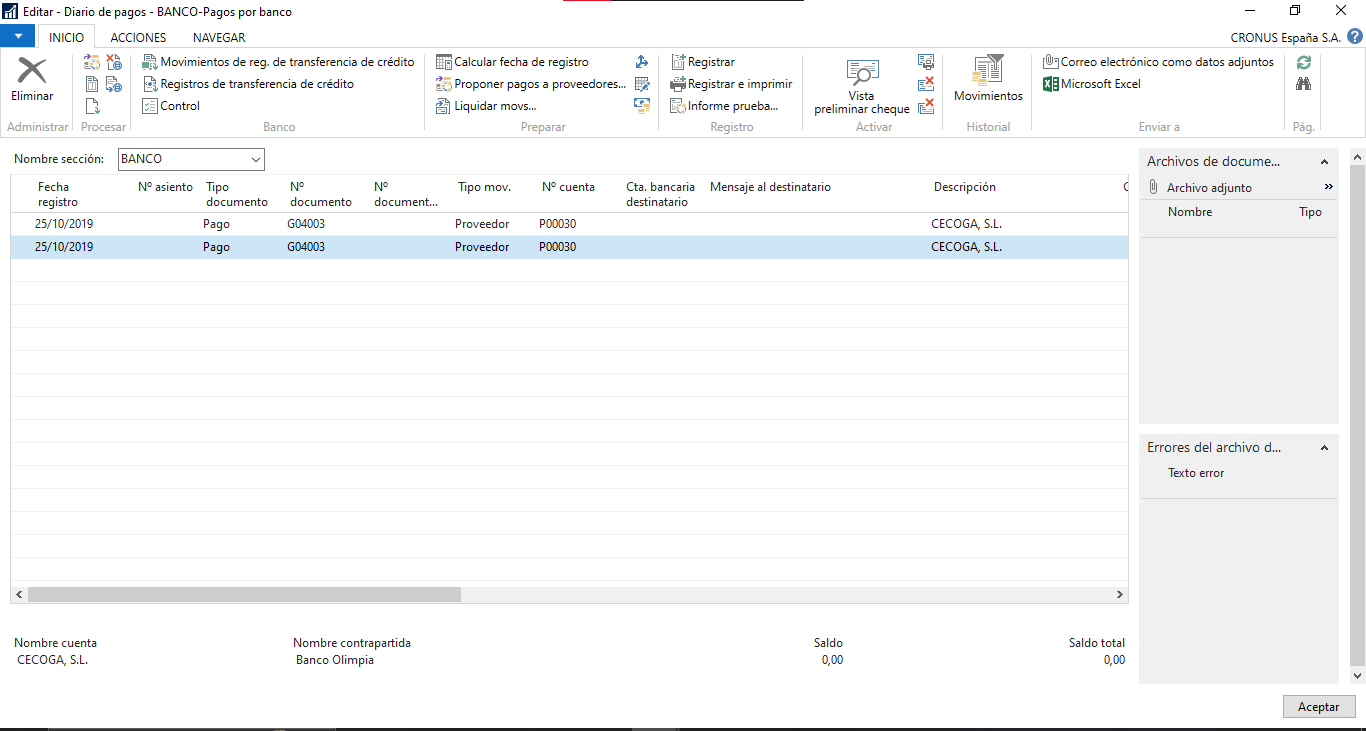 Editar - Diario de pagos - BANCO-Pagos por banco
INICIO ACCIONES NAVEGAR
CRONUS España S.A.
Eliminar
Administrar
Procesar
Movimientos de reg. de transferencia de crédito
Registros de transferencia de crédito
Control
Banco
Calcular fecha de registro
Proponer pagos a proveedores...
Liquidar movs...
Preparar
Registrar
Registrar e imprimir
Informe prueba...
Registro
Vista
preliminar cheque
Activar
Movimientos
Historial
Correo electrónico como datos adjuntos
Microsoft Excel
Enviar a
Pág.
Nombre sección: BANCO
Fecha registro Nº asiento Tipo documento Nº documento Nº document... Tipo mov. Nº cuenta Cta. bancaria destinatario Mensaje al destinatario Descripción
25/10/2019 Pago G04003 Proveedor P00030 CECOGA, S.L.
25/10/2019 Pago G04003 Proveedor P00030 CECOGA, S.L.
Nombre cuenta Nombre contrapartida Saldo Saldo total
CECOGA, S.L. Banco Olimpia 0,00 0,00
Archivos de docume...
Archivo adjunto
Nombre Tipo
Errores del archivo d...
Texto error
Aceptar